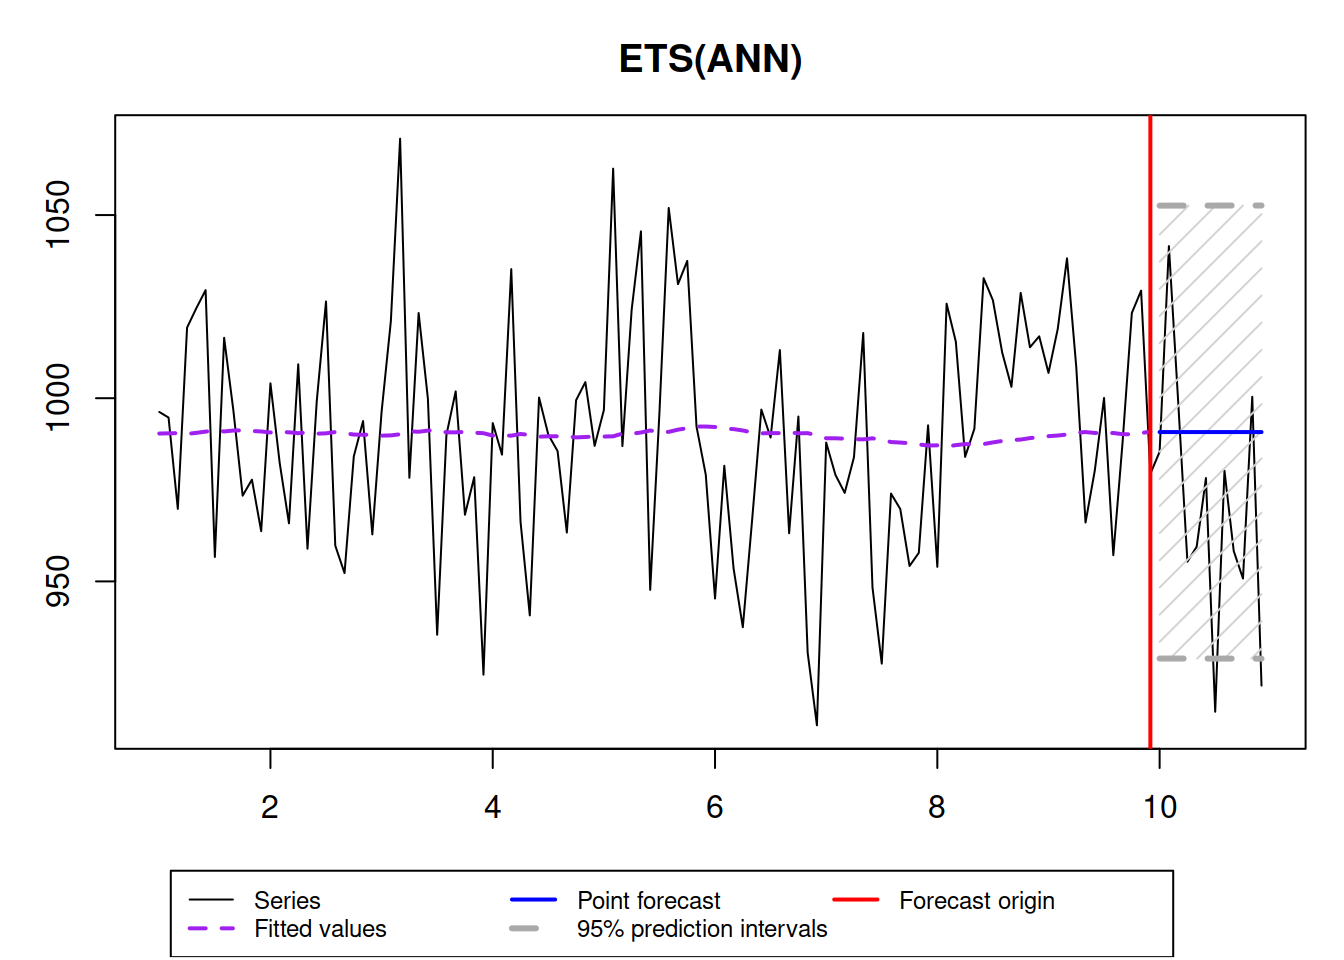 ETS(ANN)
1050
1000
950
2 4 6 8 10
Series Point forecast Forecast origin
Fitted values 95% prediction intervals